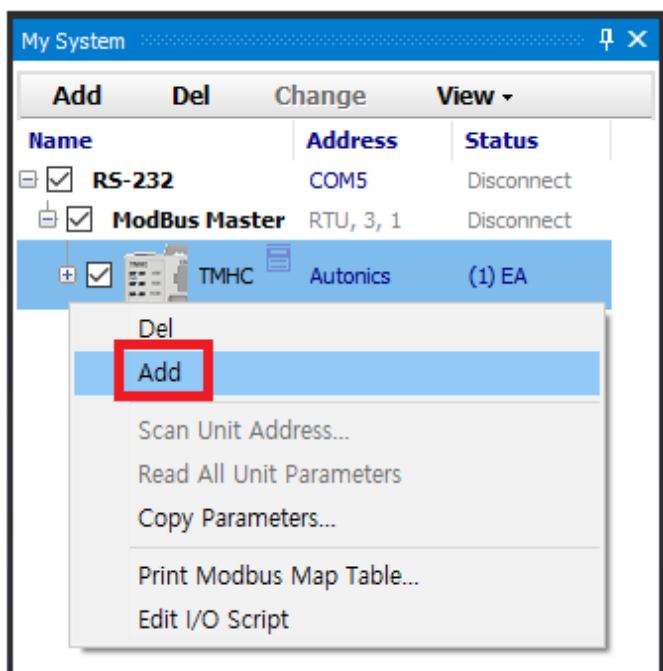 My System
Add Del Change View
Name Address Status
RS-232 COM5 Disconnect
ModBus Master RTU, 3, 1 Disconnect
TMHC Autonics (1) EA
Del
Add
Scan Unit Address...
Read All Unit Parameters
Copy Parameters...
Print Modbus Map Table...
Edit I/O Script